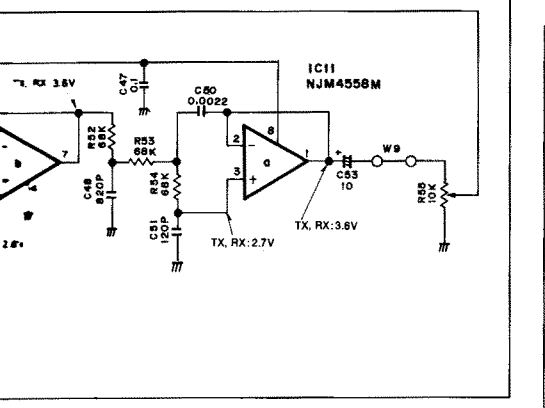 IC11
NJM4558M
C47
0.1
RX 3.6V
C50
0.0022
8
R52
68K
R53
68K
2
-
a
1
+
C53
10
W9
b
7
3
+
C48
820P
R54
68K
R55
10K
C51
120P
TX, RX:2.7V
TX, RX:3.6V